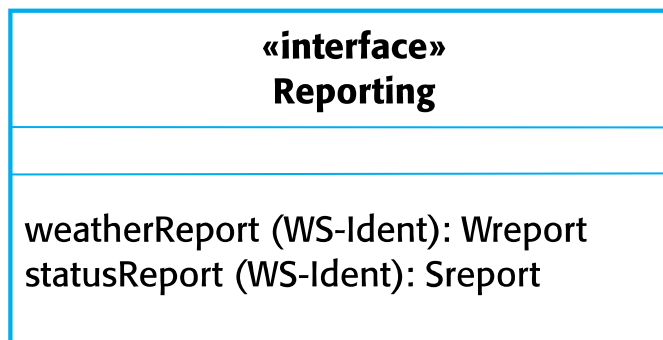 «interface»
Reporting
weatherReport (WS-Ident): Wreport
statusReport (WS-Ident): Sreport